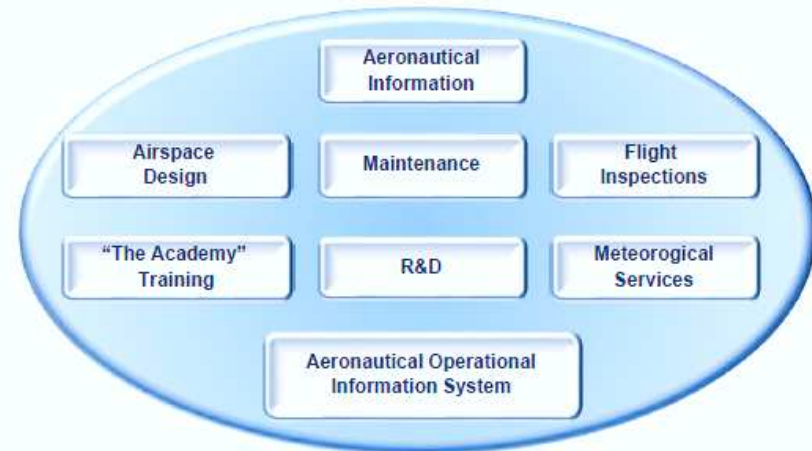 Aeronautical
Information
Airspace
Design
Maintenance
Flight
Inspections
“The Academy”
Training
R&D
Meteorogical
Services
Aeronautical Operational
Information System